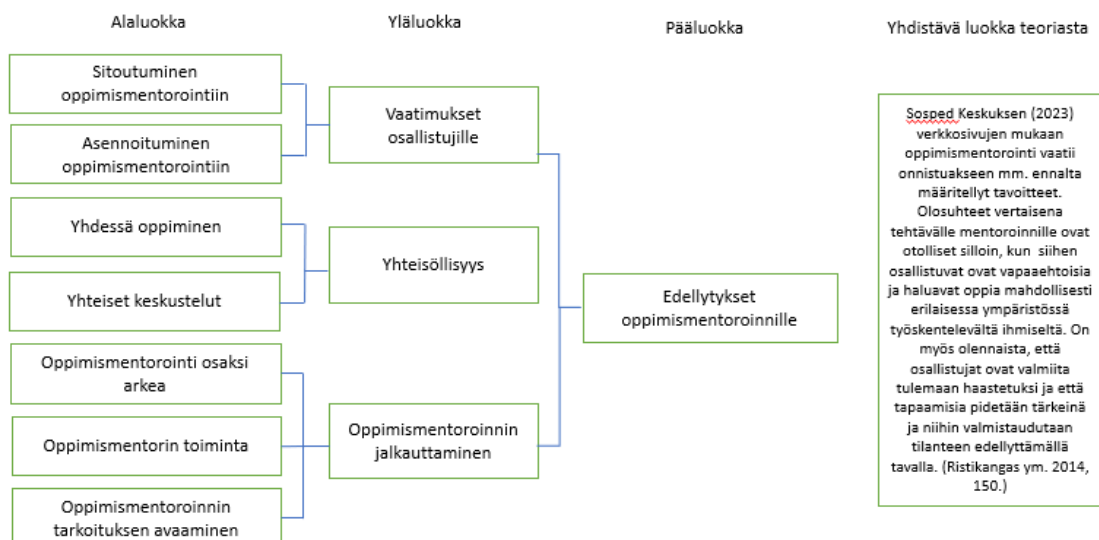 Alaluokka
Yläluokka
Pääluokka
Yhdistävä luokka teoriasta
Sitoutuminen
oppimismentorointiin
Asennoituminen
oppimismentorointiin
Vaatimukset
osallistujille
Yhdessä oppiminen
Yhteiset keskustelut
Yhteisöllisyys
Oppimismentorointi osaksi
arkea
Oppimismentorin toiminta
Oppimismentoroinnin
tarkoituksen avaaminen
Oppimismentoroinnin
jalkauttaminen
Edellytykset
oppimismentoroinnille
Sosped Keskuksen (2023)
verkkosivujen mukaan
oppimismentorointi vaatii
onnistuakseen mm. ennalta
määritellyt tavoitteet.
Olosuhteet vertaisena
tehtävälle mentoroinnille ovat
otolliset silloin, kun siihen
osallistuvat ovat vapaaehtoisia
ja haluavat oppia mahdollisesti
erilaisessa ympäristössä
työskentelevältä ihmiseltä. On
myös olennaista, että
osallistujat ovat valmiita
tulemaan haastetuksi ja että
tapaamisia pidetään tärkeinä
ja niihin valmistaudutaan
tilanteen edellyttämällä
tavalla. (Ristikangas ym. 2014,
150.)